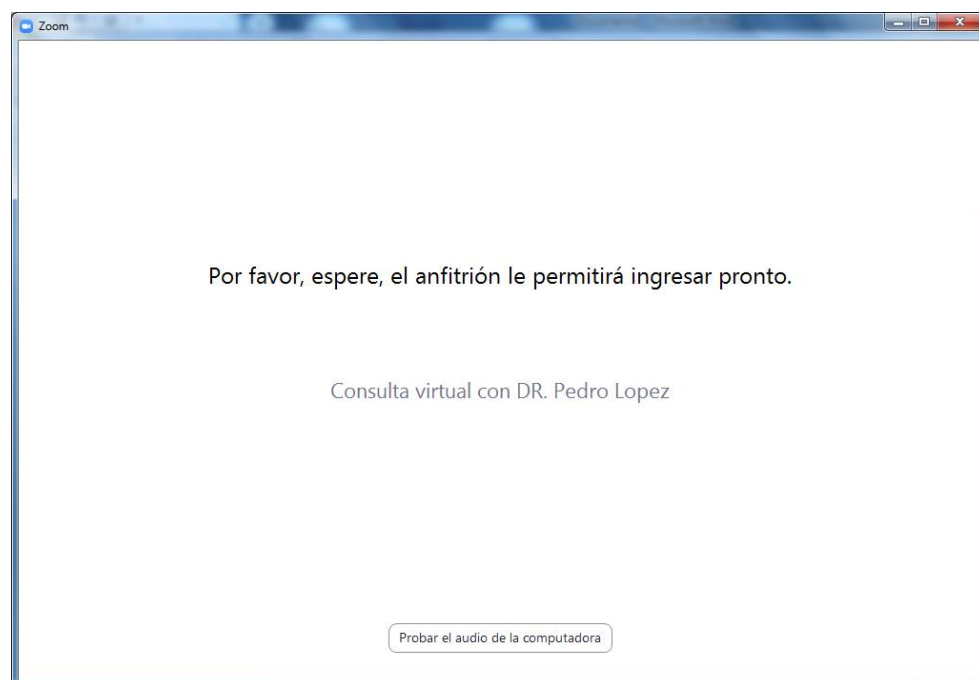 Zoom
Por favor, espere, el anfitrión le permitirá ingresar pronto.
Consulta virtual con DR. Pedro Lopez
Probar el audio de la computadora